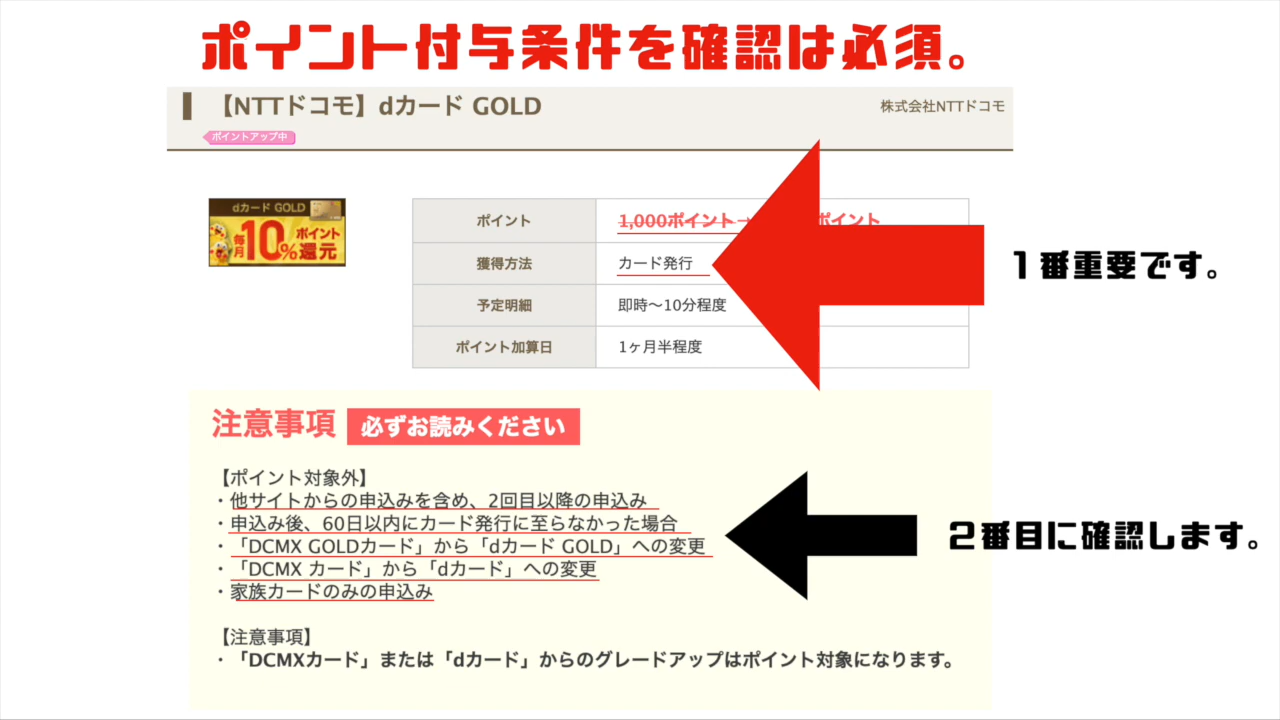 ポイント付与条件を確認は必須。
【NTTドコモ】dカード GOLD
株式会社NTTドコモ
ポイントアップ中
dカード GOLD
毎月10%ポイント還元
ポイント
1,000ポイント→ ポイント
獲得方法
カード発行
1番重要です。
予定明細
即時〜10分程度
ポイント加算日
1ヶ月半程度
注意事項
必ずお読みください
【ポイント対象外】
・他サイトからの申込みを含め、2回目以降の申込み
・申込み後、60日以内にカード発行に至らなかった場合
・「DCMX GOLDカード」から「dカード GOLD」への変更
・「DCMX カード」から「dカード」への変更
・家族カードのみの申込み
2番目に確認します。
【注意事項】
・「DCMXカード」または「dカード」からのグレードアップはポイント対象になります。